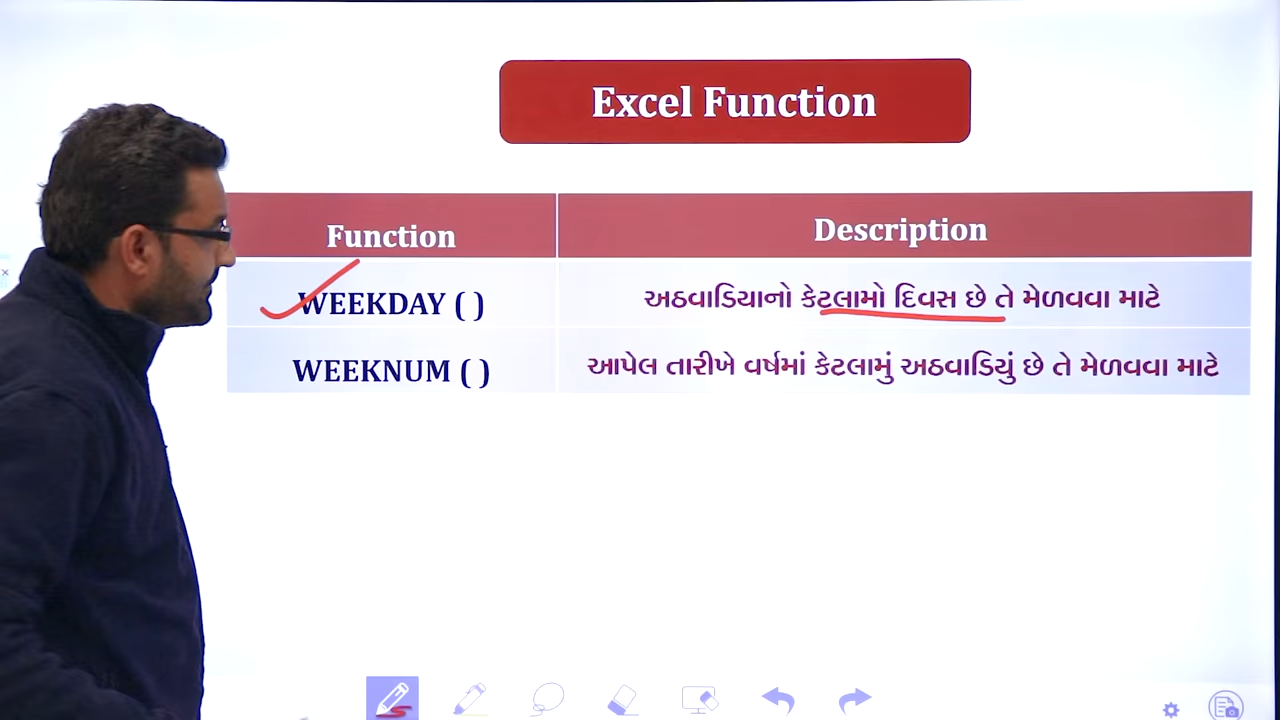 Excel Function
Function
Description
WEEKDAY ( )
અઠવાડિયાનો કેટલામો દિવસ છે તે મેળવવા માટે
WEEKNUM ( )
આપેલ તારીખે વર્ષમાં કેટલામું અઠવાડિયું છે તે મેળવવા માટે